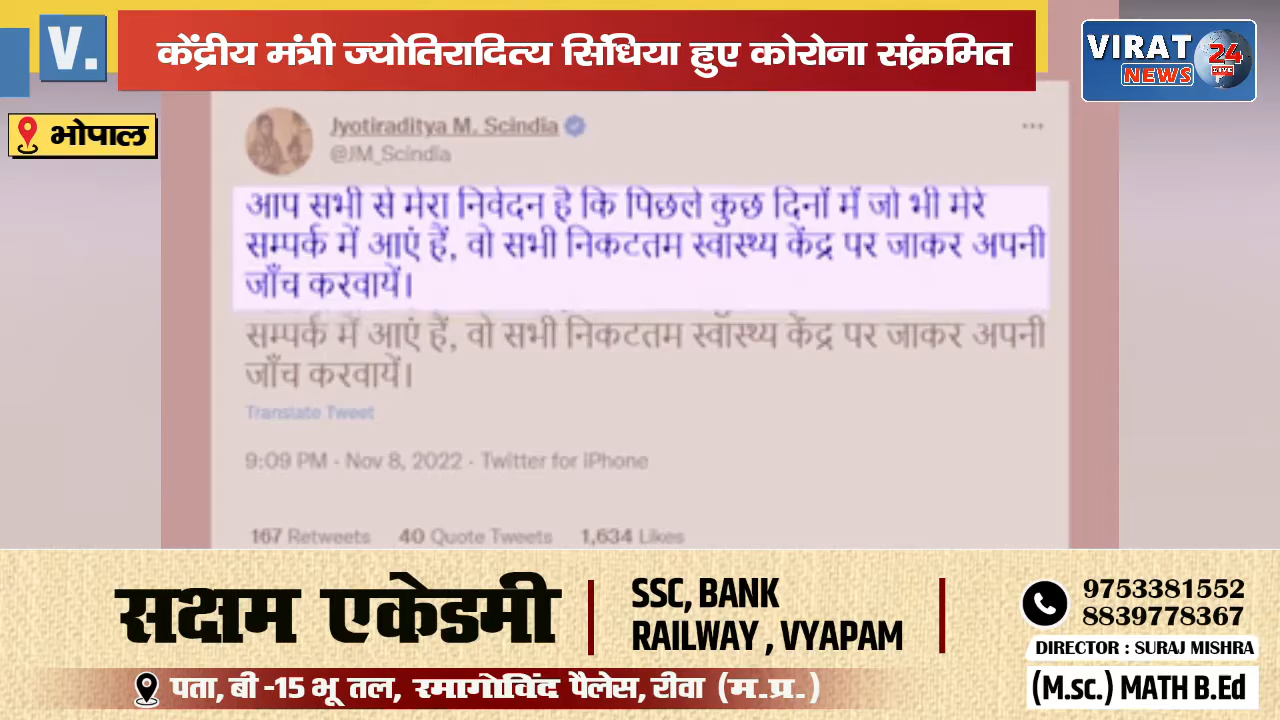 V.
केंद्रीय मंत्री ज्योतिरादित्य सिंधिया हुए कोरोना संक्रमित
VIRAT 24
NEWS LIVE
भोपाल
Jyotiraditya M. Scindia
@JM_Scindia
आप सभी से मेरा निवेदन है कि पिछले कुछ दिनों में जो भी मेरे
सम्पर्क में आएं हैं, वो सभी निकटतम स्वास्थ्य केंद्र पर जाकर अपनी
जाँच करवायें।
सम्पर्क में आएं हैं, वो सभी निकटतम स्वास्थ्य केंद्र पर जाकर अपनी
जाँच करवायें।
Translate Tweet
9:09 PM - Nov 8, 2022 - Twitter for iPhone
167 Retweets 40 Quote Tweets 1,634 Likes
सक्षम एकेडमी
SSC, BANK
RAILWAY , VYAPAM
9753381552
8839778367
DIRECTOR : SURAJ MISHRA
(M.sc.) MATH B.Ed
पता, बी -15 भू तल, रमागोविंद पैलेस, रीवा (म.प्र.)